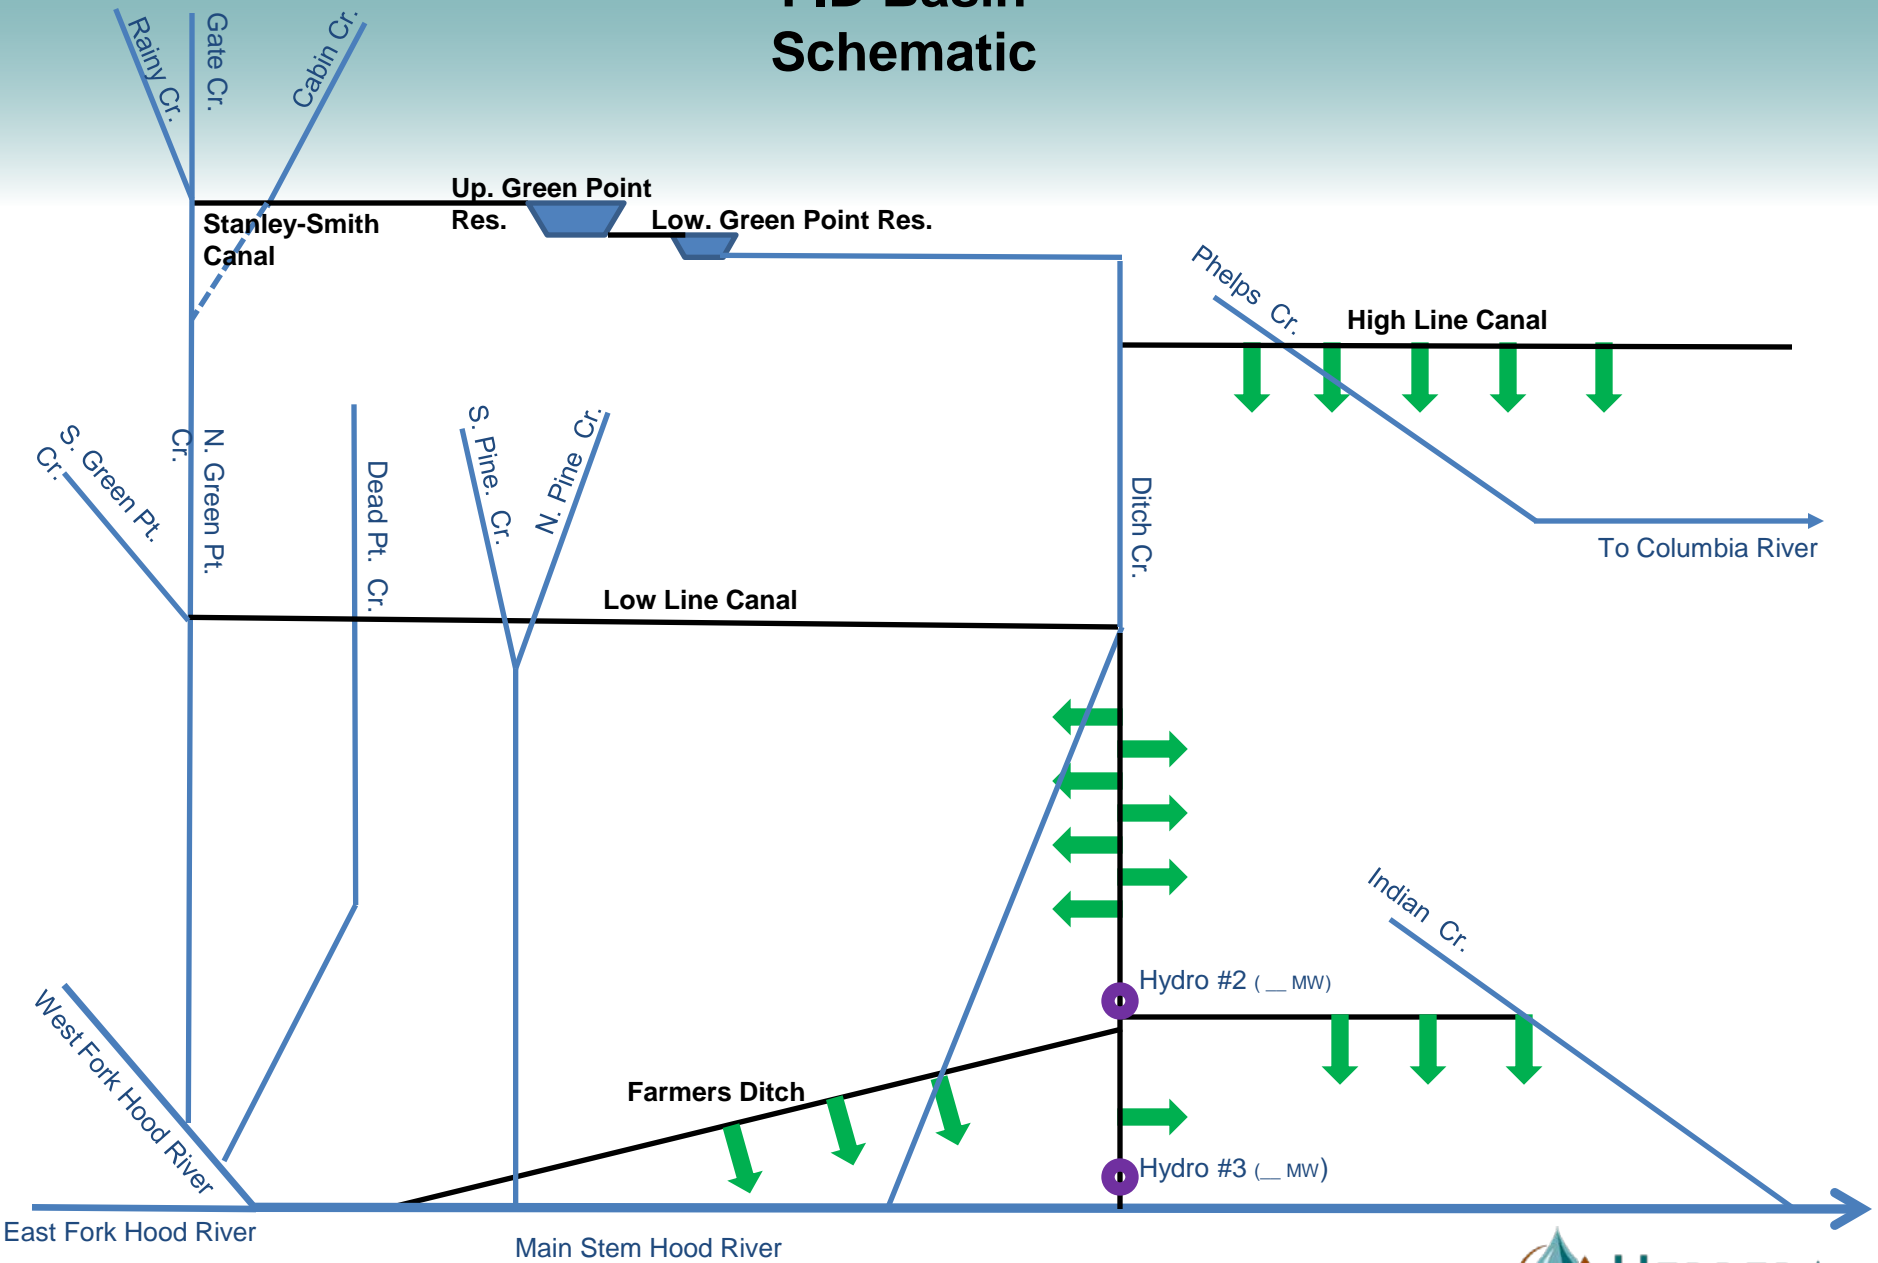 Schematic
Rainy Cr.
Gate Cr.
Cabin Cr.
Up. Green Point
Res.
Stanley-Smith
Canal
Low. Green Point Res.
Phelps Cr.
High Line Canal
To Columbia River
S. Green Pt.
Cr.
N. Green Pt.
Cr.
Dead Pt. Cr.
S. Pine. Cr.
N. Pine Cr.
Ditch Cr.
Low Line Canal
Indian Cr.
Hydro #2 ( __ MW)
West Fork Hood River
Farmers Ditch
Hydro #3 (__ MW)
East Fork Hood River
Main Stem Hood River